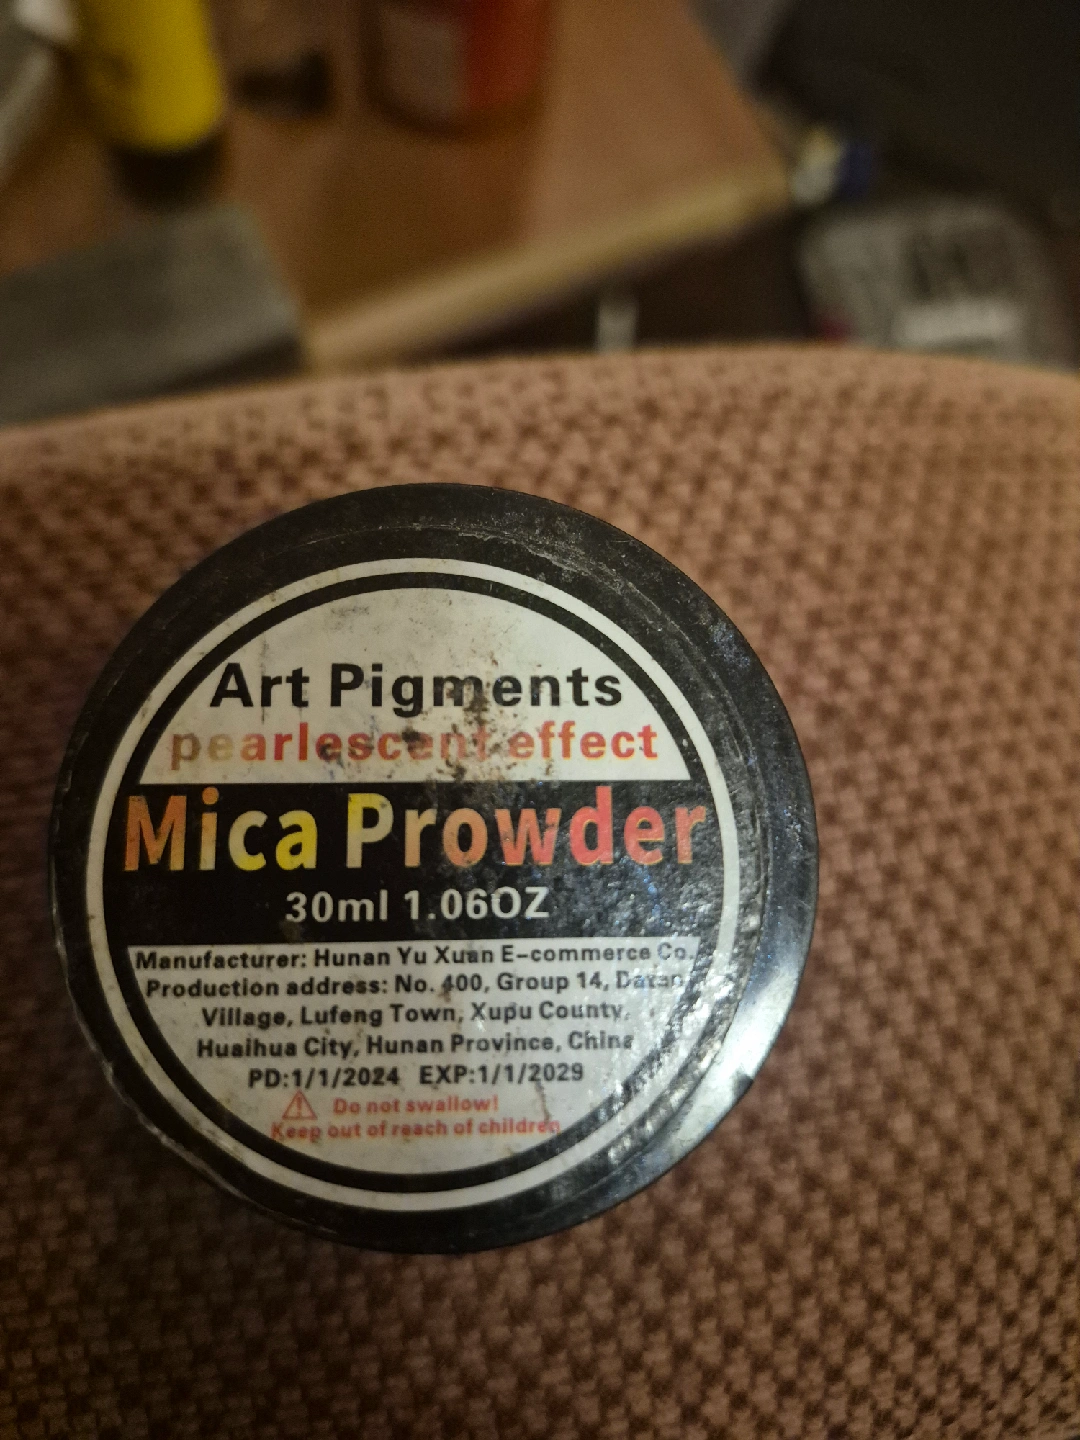 Art Pigments
pearlescent effect
Mica Prowder
30ml 1.06OZ
Manufacturer: Hunan Yu Xuan E-commerce Co.
Production address: No. 400, Group 14,
Village, Lufeng Town, Xupu County,
Huaihua City, Hunan Province, China
PD:1/1/2024 EXP:1/1/2029
Do not swallow!
Keep out of reach of children